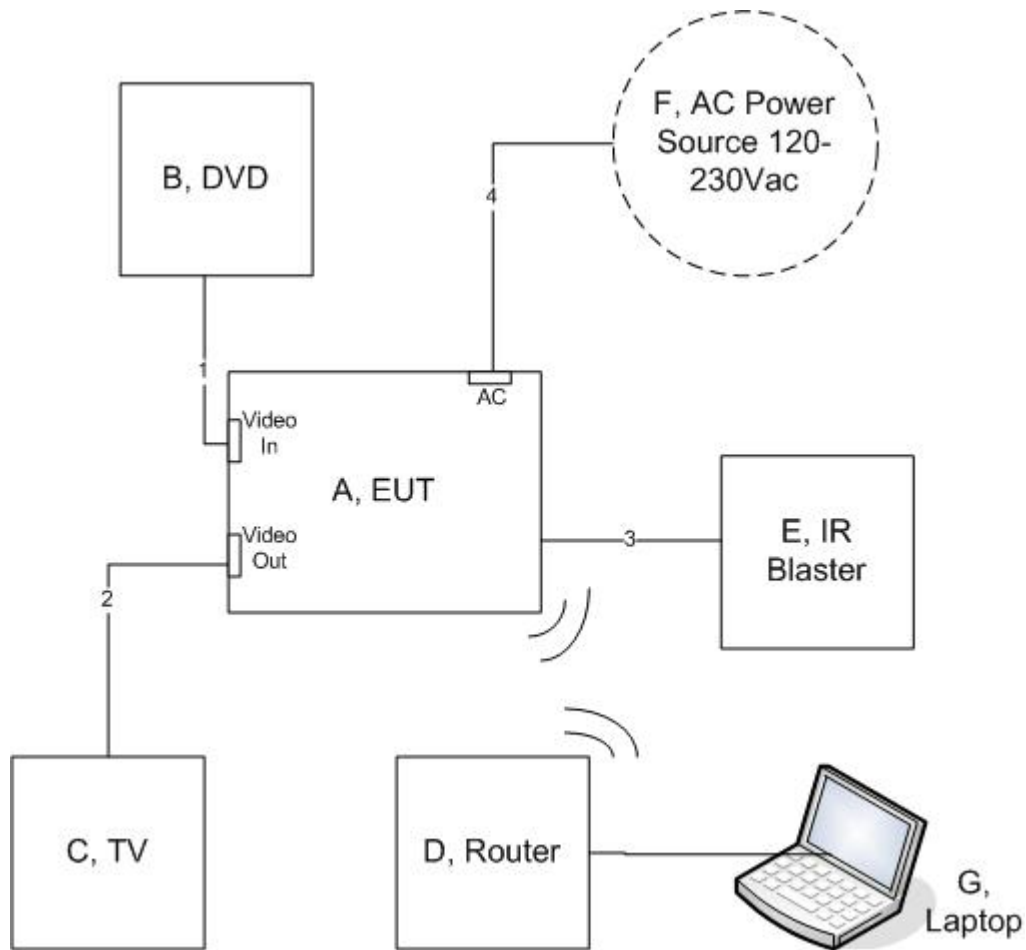 F, AC Power
Source 120-
230Vac
B, DVD
4
1
AC
Video
In
A, EUT
Video
Out
3
E, IR
Blaster
2
C, TV
D, Router
G,
Laptop